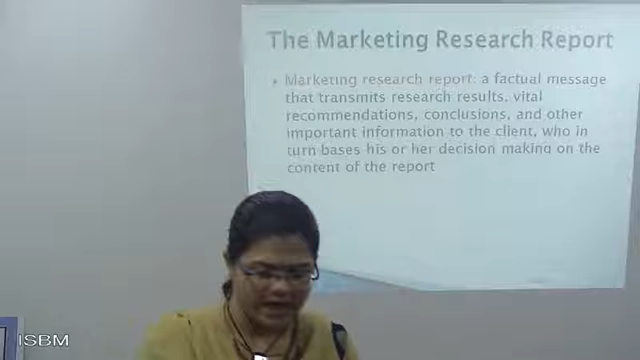 The Marketing Research Report
Marketing research report: a factual message
that transmits research results, vital
recommendations, conclusions, and other
important information to the client, who in
turn bases his or her decision making on the
content of the report
ISBM